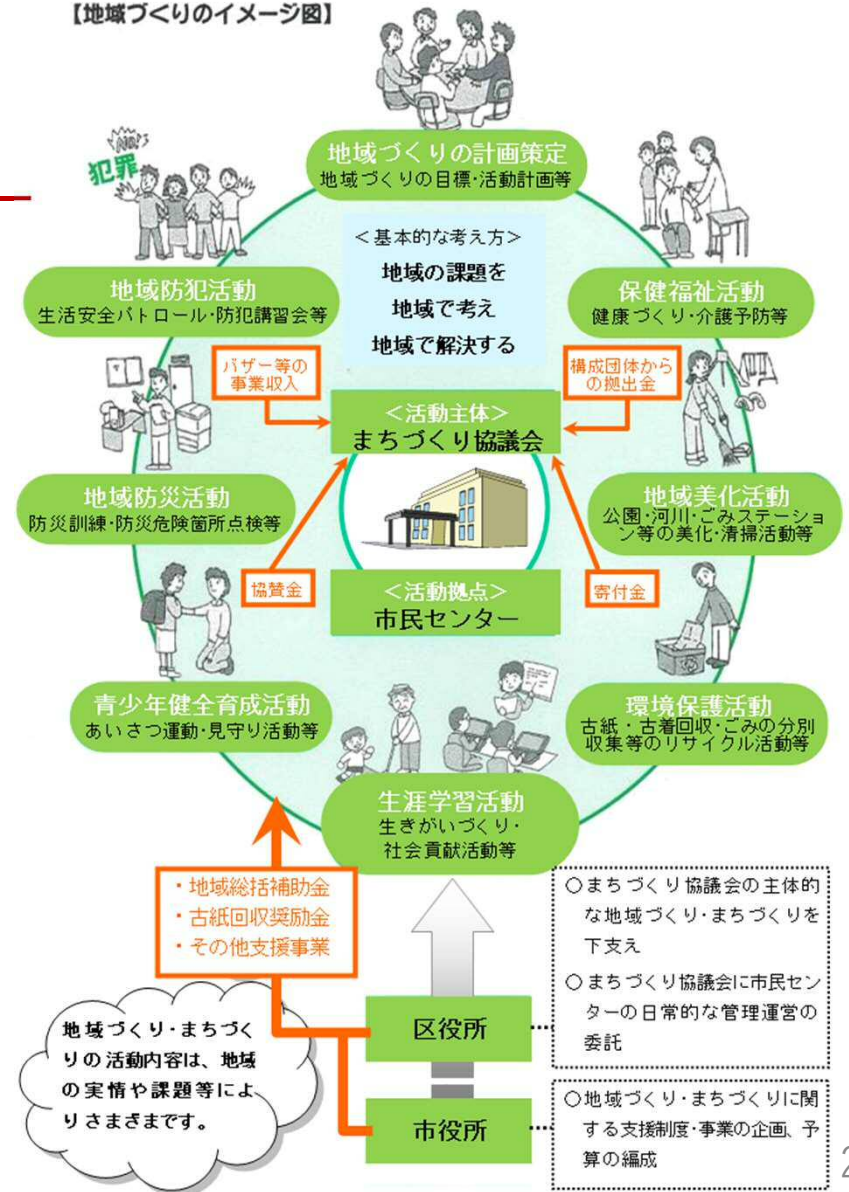 【地域づくりのイメージ図】
NO!!
犯罪
地域づくりの計画策定
地域づくりの目標・活動計画等
＜基本的な考え方＞
地域の課題を
地域で考え
地域で解決する
地域防犯活動
生活安全パトロール・防犯講習会等
保健福祉活動
健康づくり・介護予防等
バザー等の
事業収入
構成団体から
の拠出金
＜活動主体＞
まちづくり協議会
地域防災活動
防災訓練・防災危険箇所点検等
地域美化活動
公園・河川・ごみステーショ
ン等の美化・清掃活動等
協賛金
寄付金
＜活動拠点＞
市民センター
青少年健全育成活動
あいさつ運動・見守り活動等
環境保護活動
古紙・古着回収・ごみの分別
収集等のリサイクル活動等
生涯学習活動
生きがいづくり・
社会貢献活動等
・地域総括補助金
・古紙回収奨励金
・その他支援事業
○まちづくり協議会の主体的
な地域づくり・まちづくりを
下支え
○まちづくり協議会に市民セン
ターの日常的な管理運営の
委託
区役所
地域づくり・まちづく
りの活動内容は、地域
の実情や課題等によ
りさまざまです。
市役所
○地域づくり・まちづくりに関
する支援制度・事業の企画、予
算の編成
2